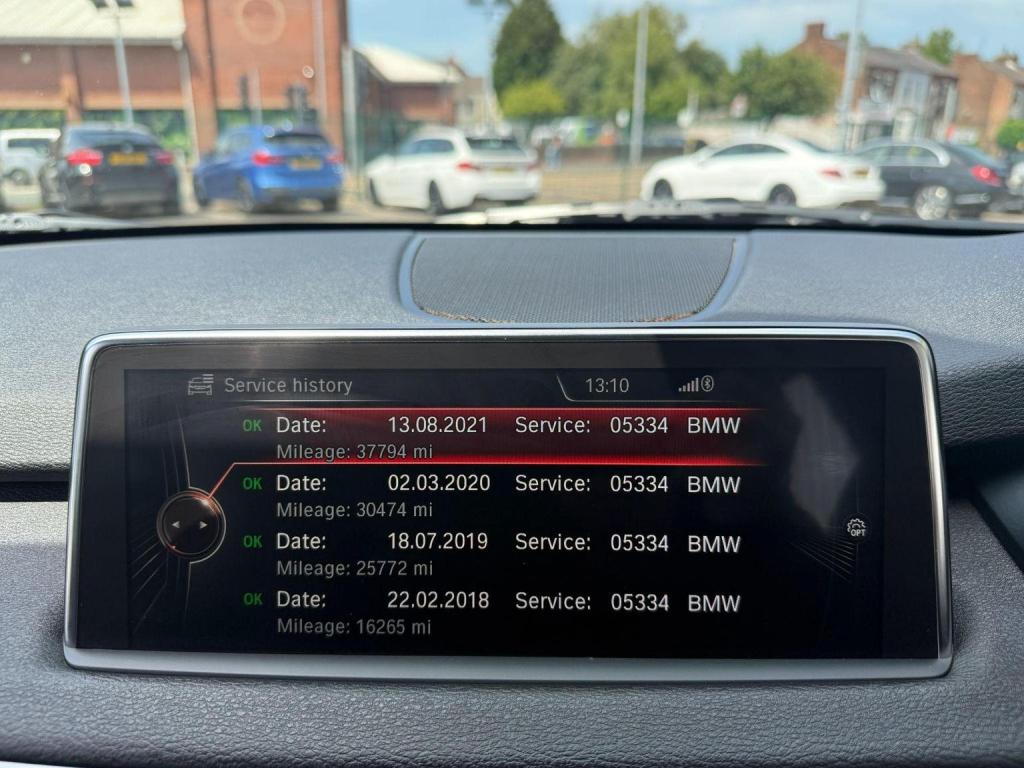 Service history 13:10
OK Date: 13.08.2021 Service: 05334 BMW
Mileage: 37794 mi
OK Date: 02.03.2020 Service: 05334 BMW
Mileage: 30474 mi
OK Date: 18.07.2019 Service: 05334 BMW
Mileage: 25772 mi
OPT
OK Date: 22.02.2018 Service: 05334 BMW
Mileage: 16265 mi